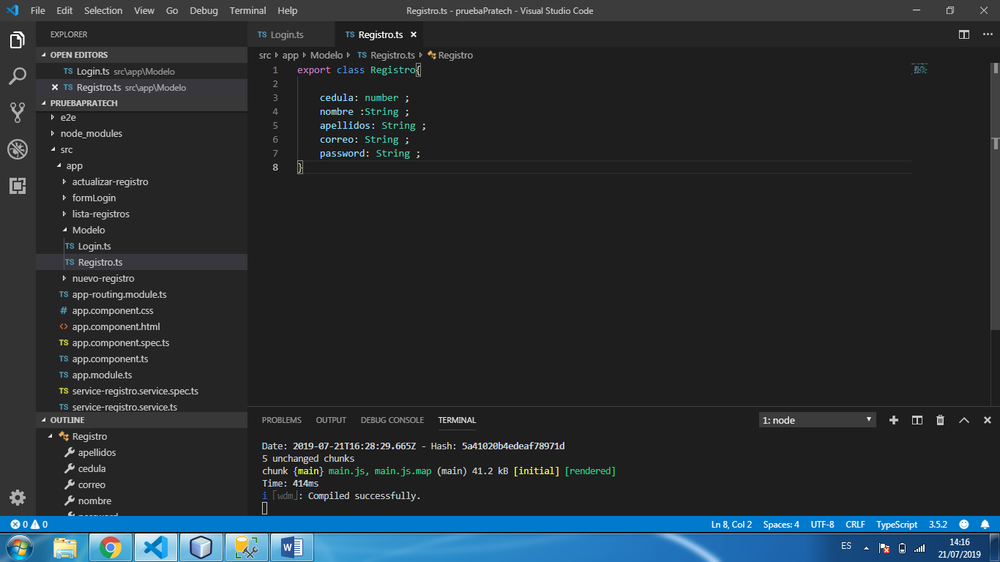 File Edit Selection View Go Debug Terminal Help
Registro.ts - pruebaPratech - Visual Studio Code
EXPLORER
OPEN EDITORS
TS Login.ts src\app\Modelo
TS Registro.ts src\app\Modelo
PRUEBAPRATECH
e2e
node_modules
src
app
actualizar-registro
formLogin
lista-registros
Modelo
TS Login.ts
TS Registro.ts
nuevo-registro
TS app-routing.module.ts
# app.component.css
<> app.component.html
TS app.component.spec.ts
TS app.component.ts
TS app.module.ts
TS service-registro.service.spec.ts
TS service-registro.service.ts
OUTLINE
Registro
apellidos
cedula
correo
nombre
password
TS Login.ts
TS Registro.ts
src app Modelo TS Registro.ts Registro
1 export class Registro{
2
3 cedula: number ;
4 nombre :String ;
5 apellidos: String ;
6 correo: String ;
7 password: String ;
8 }
PROBLEMS OUTPUT DEBUG CONSOLE TERMINAL
1: node
Date: 2019-07-21T16:28:29.665Z - Hash: 5a41020b4edeaf78971d
5 unchanged chunks
chunk {main} main.js, main.js.map (main) 41.2 kB [initial] [rendered]
Time: 414ms
i ｢wdm｣: Compiled successfully.
0 0
Ln 8, Col 2 Spaces: 4 UTF-8 CRLF TypeScript 3.5.2
ES
14:16
21/07/2019